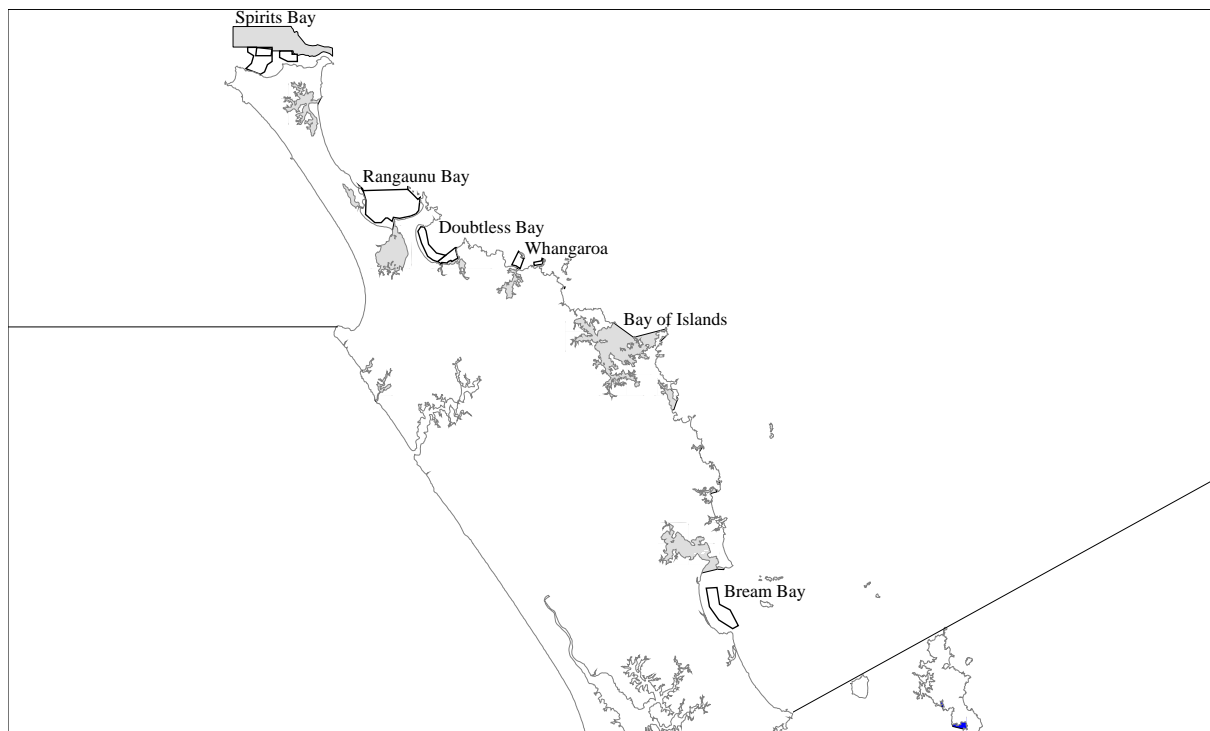 Spirits Bay
Rangaunu Bay
Doubtless Bay
Whangaroa
Bay of Islands
Bream Bay